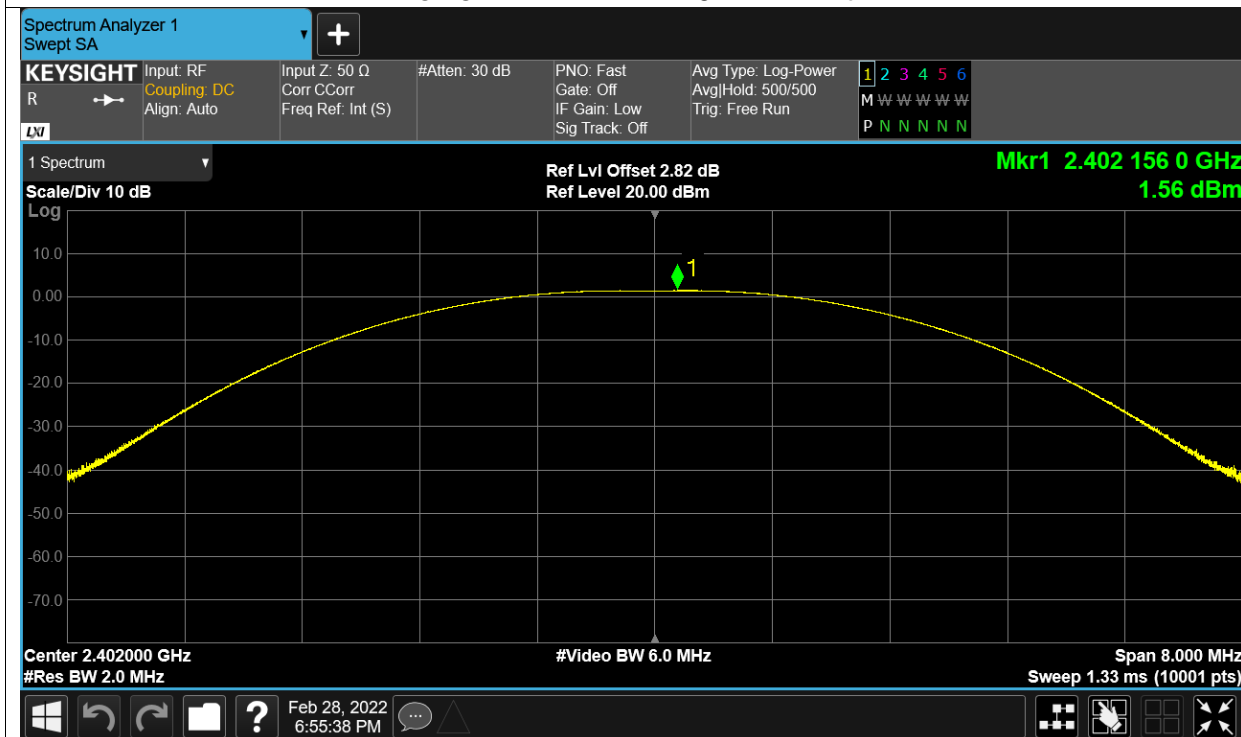 Spectrum Analyzer 1
Swept SA
KEYSIGHT
R
LXI
Input: RF
Coupling: DC
Align: Auto
Input Z: 50 Ω
Corr CCorr
Freq Ref: Int (S)
#Atten: 30 dB
PNO: Fast
Gate: Off
IF Gain: Low
Sig Track: Off
Avg Type: Log-Power
Avg|Hold: 500/500
Trig: Free Run
1 2 3 4 5 6
M W W W W W
P N N N N N
1 Spectrum
Scale/Div 10 dB
Log
Ref Lvl Offset 2.82 dB
Ref Level 20.00 dBm
Mkr1 2.402 156 0 GHz
1.56 dBm
1
10.0
0.00
-10.0
-20.0
-30.0
-40.0
-50.0
-60.0
-70.0
Center 2.402000 GHz
#Res BW 2.0 MHz
#Video BW 6.0 MHz
Span 8.000 MHz
Sweep 1.33 ms (10001 pts)
?
Feb 28, 2022
6:55:38 PM